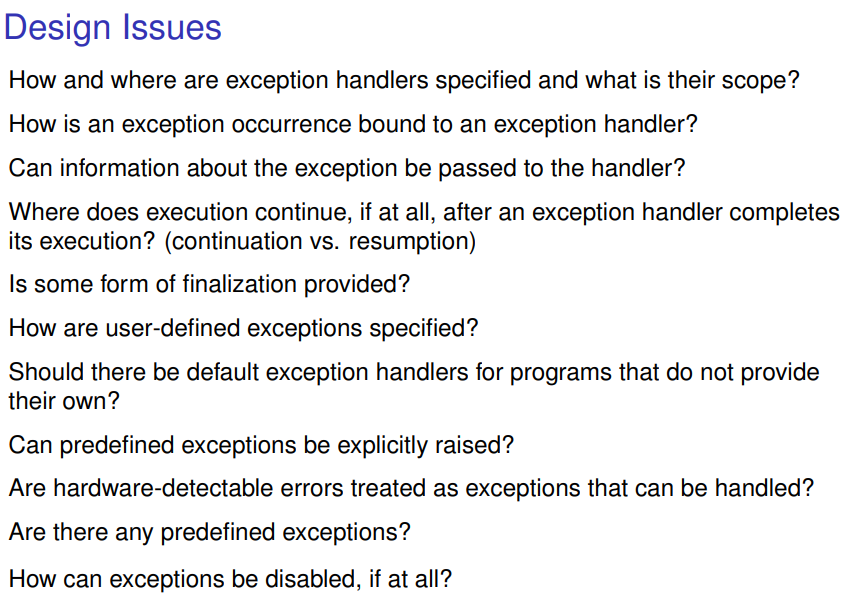 Design Issues
How and where are exception handlers specified and what is their scope?
How is an exception occurrence bound to an exception handler?
Can information about the exception be passed to the handler?
Where does execution continue, if at all, after an exception handler completes
its execution? (continuation vs. resumption)
Is some form of finalization provided?
How are user-defined exceptions specified?
Should there be default exception handlers for programs that do not provide
their own?
Can predefined exceptions be explicitly raised?
Are hardware-detectable errors treated as exceptions that can be handled?
Are there any predefined exceptions?
How can exceptions be disabled, if at all?